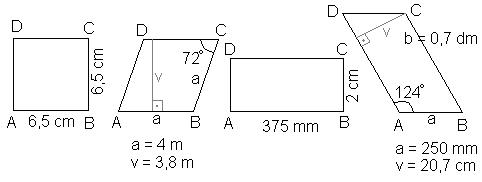 D C
6,5 cm
A 6,5 cm B
D C
72°
v
a
A a B
a = 4 m
v = 3,8 m
D C
2 cm
A B
375 mm
D C
v
b = 0,7 dm
124°
A a B
a = 250 mm
v = 20,7 cm